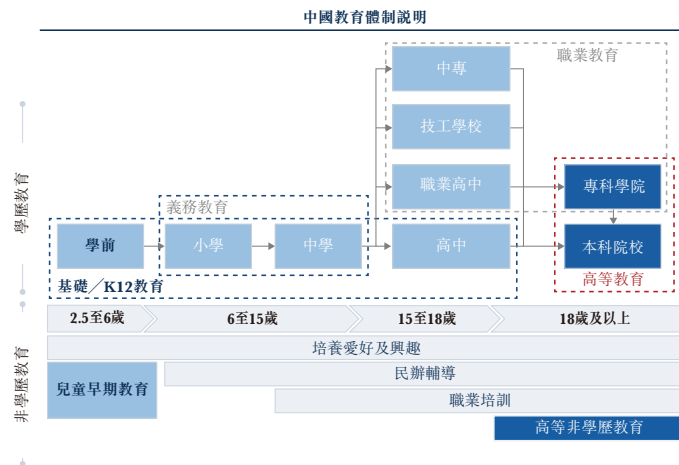 中國教育體制説明
職業教育
中專
技工學校
職業高中
專科學院
學歷教育
義務教育
學前
小學
中學
高中
本科院校
基礎／K12教育
高等教育
2.5至6歲
6至15歲
15至18歲
18歲及以上
非學歷教育
培養愛好及興趣
兒童早期教育
民辦輔導
職業培訓
高等非學歷教育